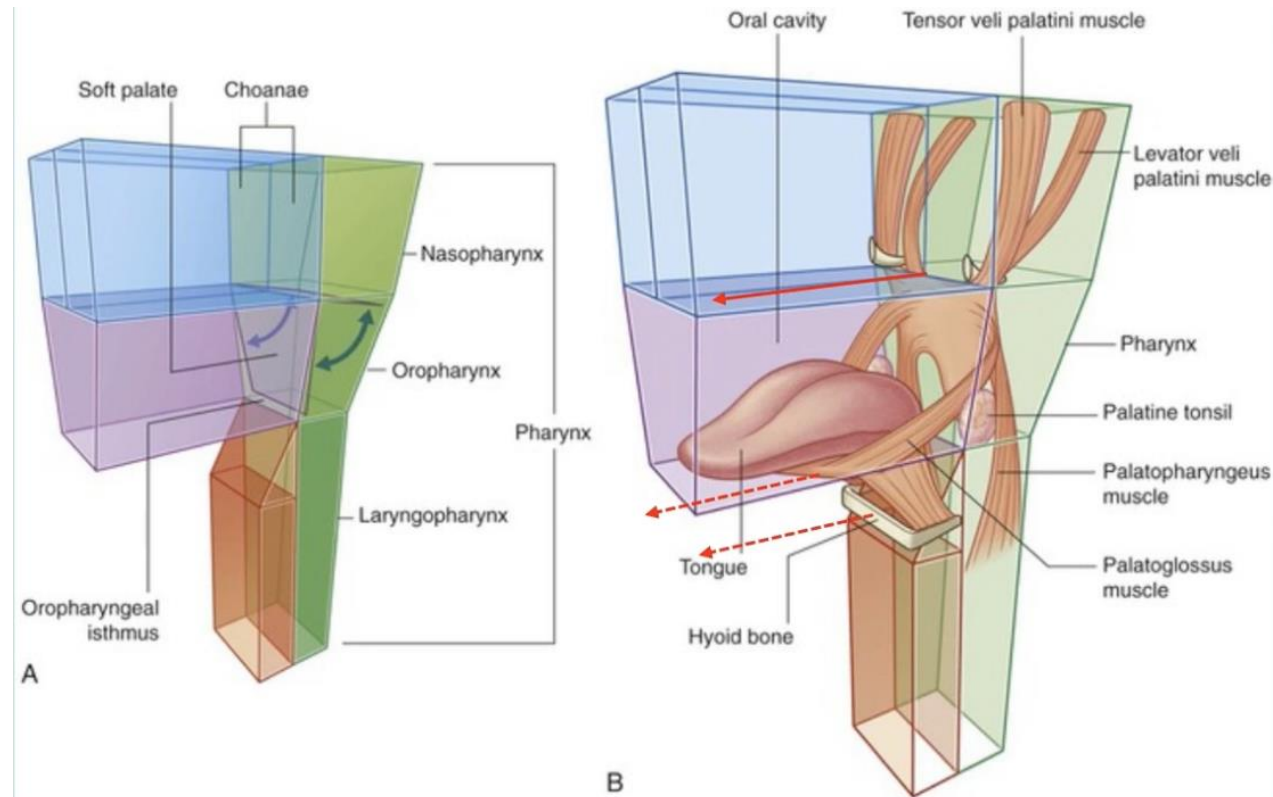 Soft palate
Choanae
Nasopharynx
Oropharynx
Pharynx
Laryngopharynx
Oropharyngeal
isthmus
A
Oral cavity
Tensor veli palatini muscle
Levator veli
palatini muscle
Pharynx
Palatine tonsil
Palatopharyngeus
muscle
Palatoglossus
muscle
Tongue
Hyoid bone
B